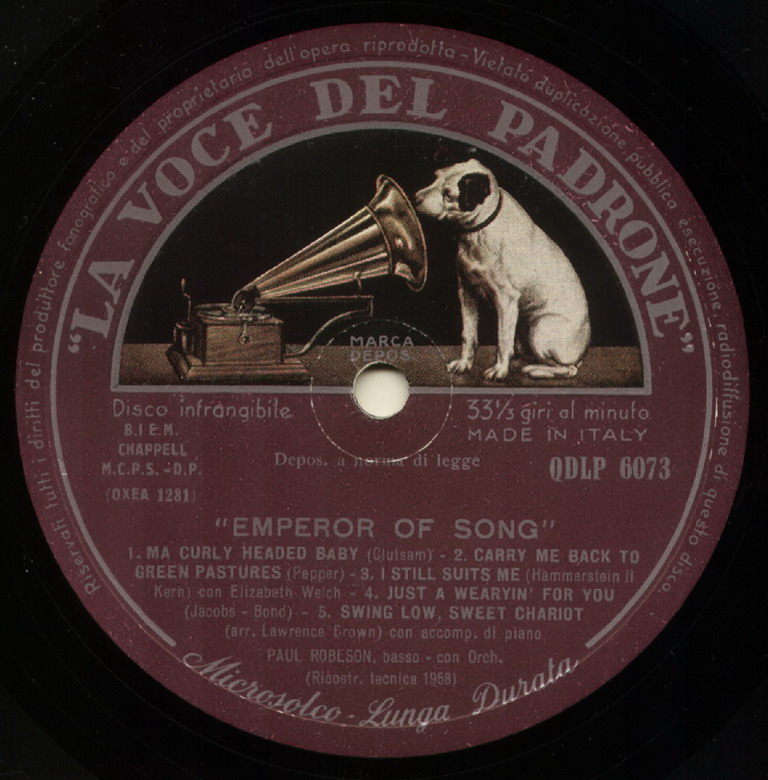 Riservati tutti i diritti del produttore fonografico e del proprietario dell'opera riprodotta - Vietata duplicazione, pubblica esecuzione, radiodiffusione di questo disco.
"LA VOCE DEL PADRONE"
MARCA
DEPOS
Disco infrangibile
33 1/3 giri al minuto
B.I E.M.
MADE IN ITALY
CHAPPELL
Depos. a norma di legge
M.C.P.S. - D.P.
QDLP 6073
(OXEA 1281)
"EMPEROR OF SONG"
1. MA CURLY HEADED BABY (Clutsam) - 2. CARRY ME BACK TO
GREEN PASTURES (Pepper) - 3. I STILL SUITS ME (Hammerstein II
Kern) con Elizabeth Welch - 4. JUST A WEARYIN' FOR YOU
(Jacobs - Bond) - 5. SWING LOW, SWEET CHARIOT
(arr. Lawrence Brown) con accomp. di piano
PAUL ROBESON, basso - con Orch.
(Ricostr. tecnica 1958)
Microsolco - Lunga Durata